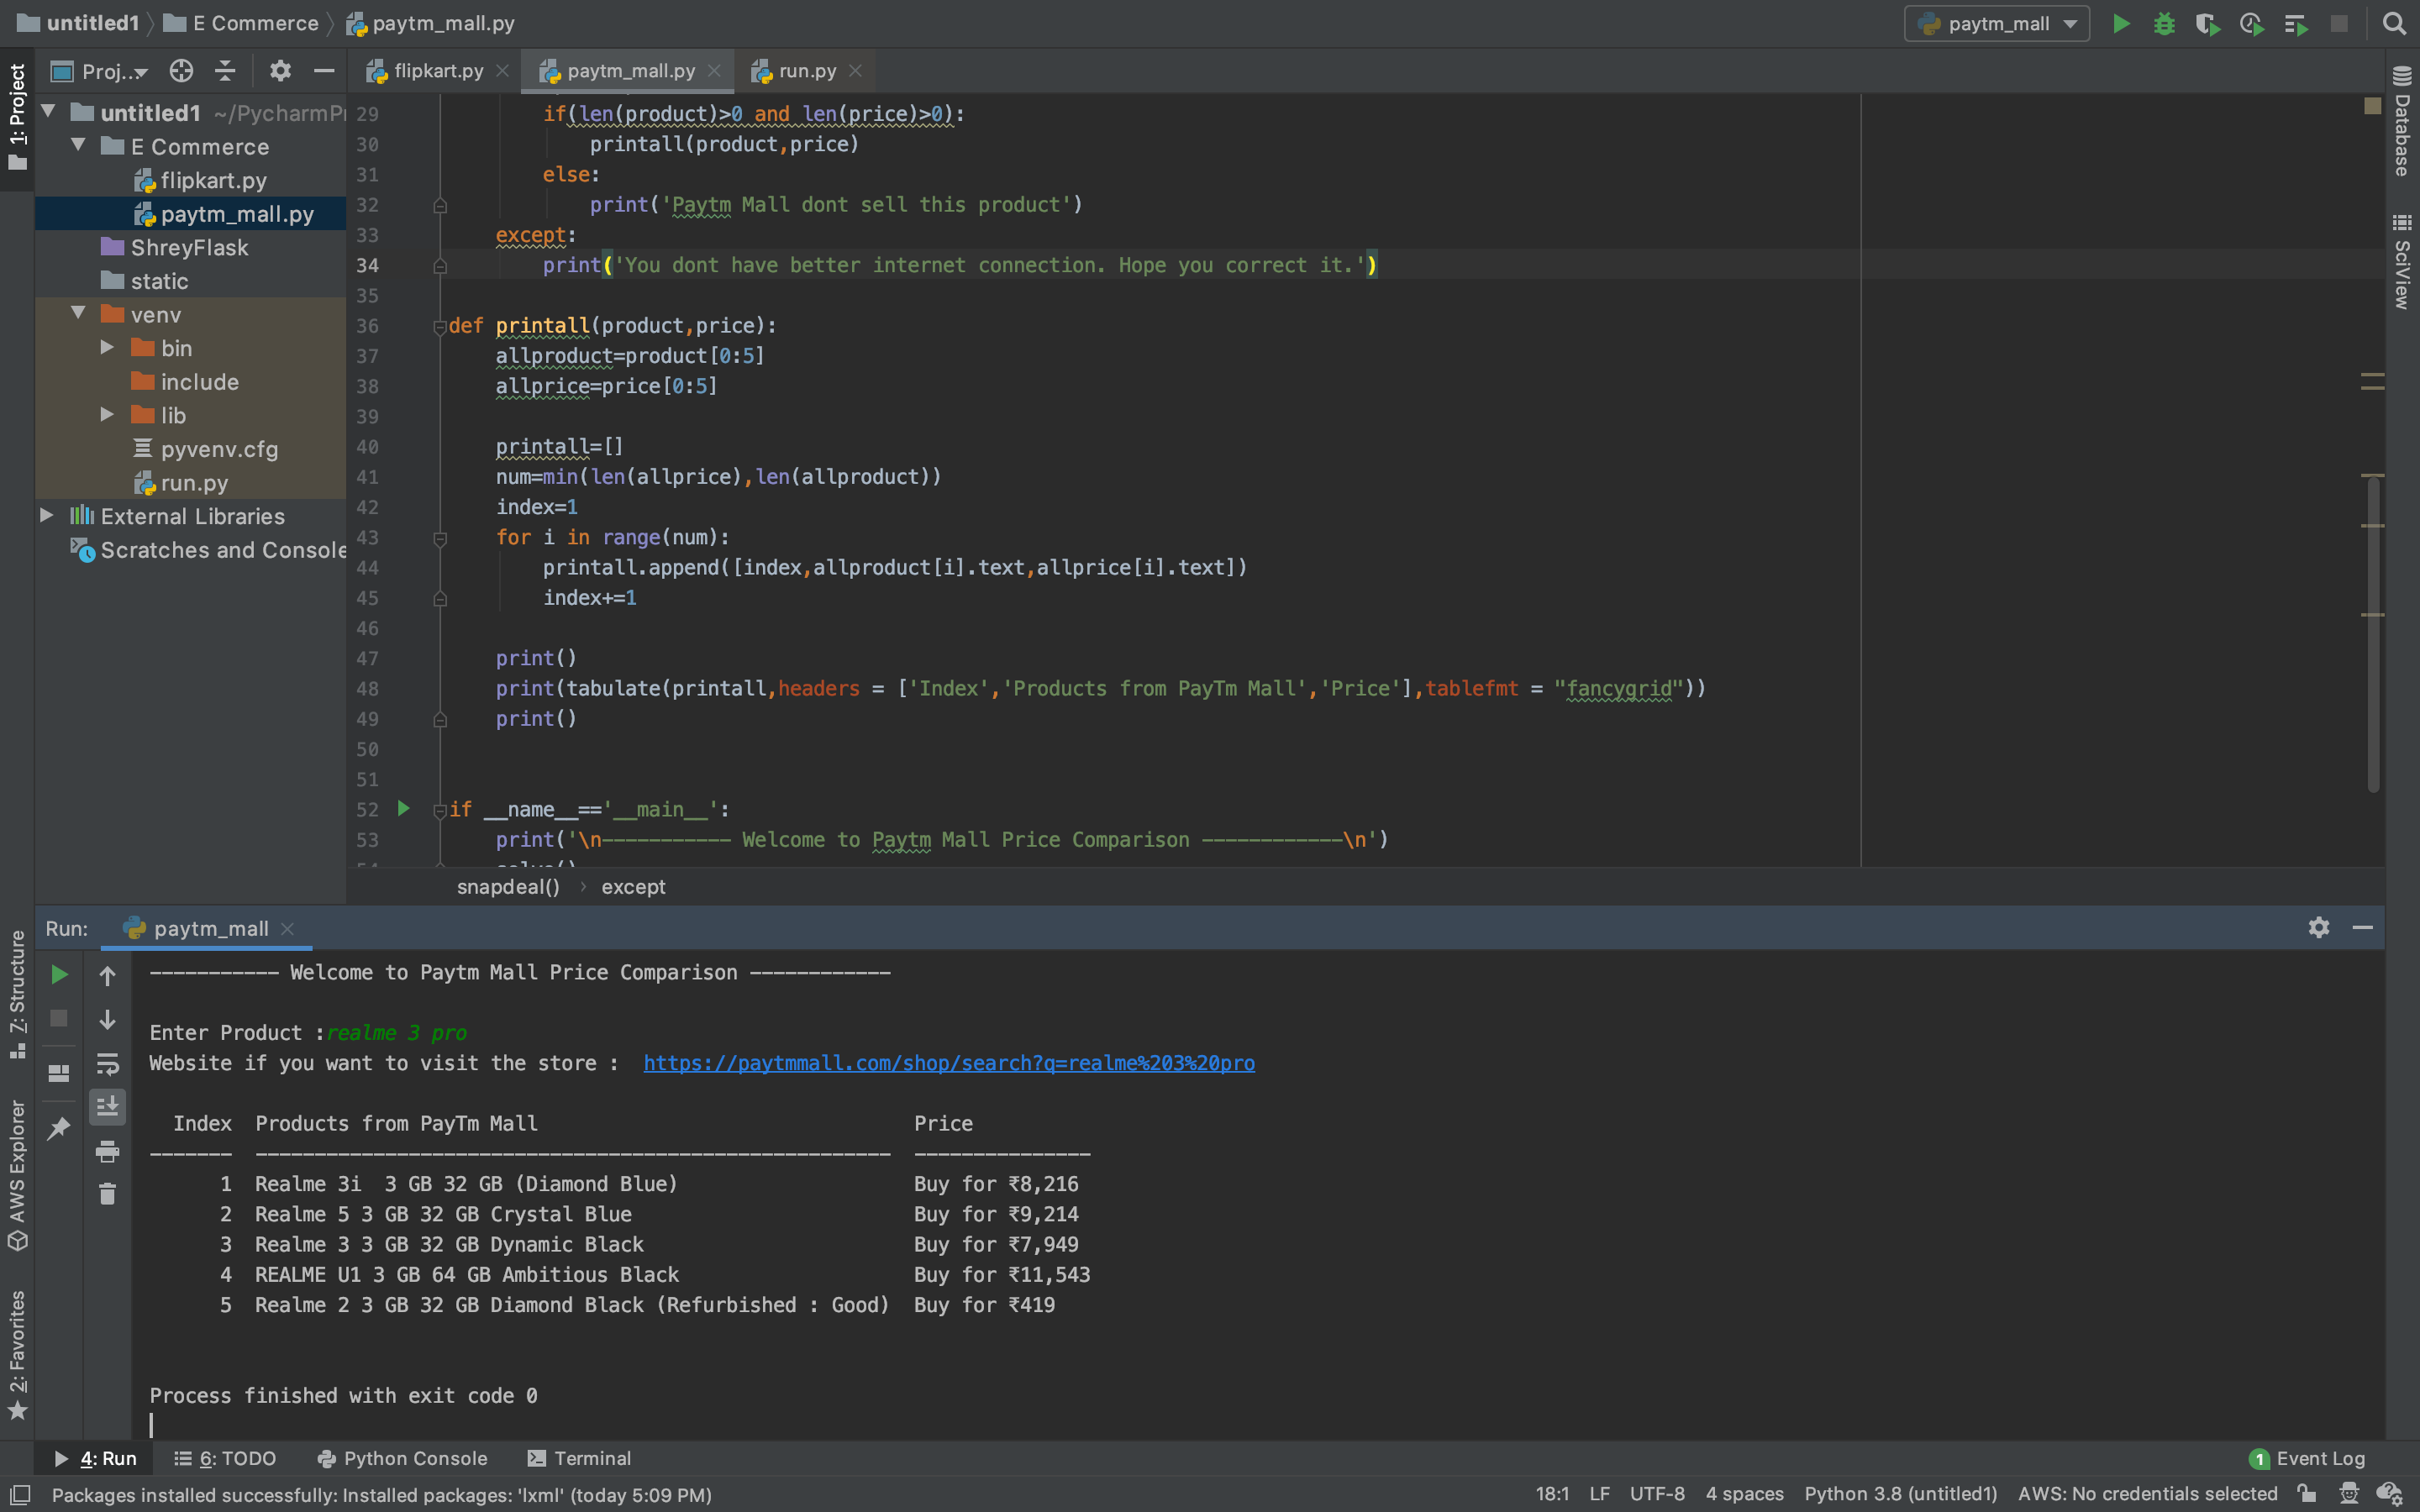 untitled1 E Commerce paytm_mall.py paytm_mall
Proj... flipkart.py paytm_mall.py run.py
1: Project
untitled1 ~/PycharmPr
E Commerce
flipkart.py
paytm_mall.py
ShreyFlask
static
venv
bin
include
lib
pyvenv.cfg
run.py
External Libraries
Scratches and Console
29 if(len(product)>0 and len(price)>0):
30 printall(product,price)
31 else:
32 print('Paytm Mall dont sell this product')
33 except:
34 print('You dont have better internet connection. Hope you correct it.')
35
36 def printall(product,price):
37 allproduct=product[0:5]
38 allprice=price[0:5]
39
40 printall=[]
41 num=min(len(allprice),len(allproduct))
42 index=1
43 for i in range(num):
44 printall.append([index,allproduct[i].text,allprice[i].text])
45 index+=1
46
47 print()
48 print(tabulate(printall,headers = ['Index','Products from PayTm Mall','Price'],tablefmt = "fancygrid"))
49 print()
50
51
52 if __name__=='__main__':
53 print('\n----------- Welcome to Paytm Mall Price Comparison ------------\n')
snapdeal() › except
Database
SciView
Run: paytm_mall
7: Structure
AWS Explorer
2: Favorites
----------- Welcome to Paytm Mall Price Comparison ------------
Enter Product :realme 3 pro
Website if you want to visit the store : https://paytmmall.com/shop/search?q=realme%203%20pro
Index Products from PayTm Mall Price
------- ------------------------------------------------------ ---------------
1 Realme 3i 3 GB 32 GB (Diamond Blue) Buy for ₹8,216
2 Realme 5 3 GB 32 GB Crystal Blue Buy for ₹9,214
3 Realme 3 3 GB 32 GB Dynamic Black Buy for ₹7,949
4 REALME U1 3 GB 64 GB Ambitious Black Buy for ₹11,543
5 Realme 2 3 GB 32 GB Diamond Black (Refurbished : Good) Buy for ₹419
Process finished with exit code 0
4: Run 6: TODO Python Console Terminal 1 Event Log
Packages installed successfully: Installed packages: 'lxml' (today 5:09 PM) 18:1 LF UTF-8 4 spaces Python 3.8 (untitled1) AWS: No credentials selected